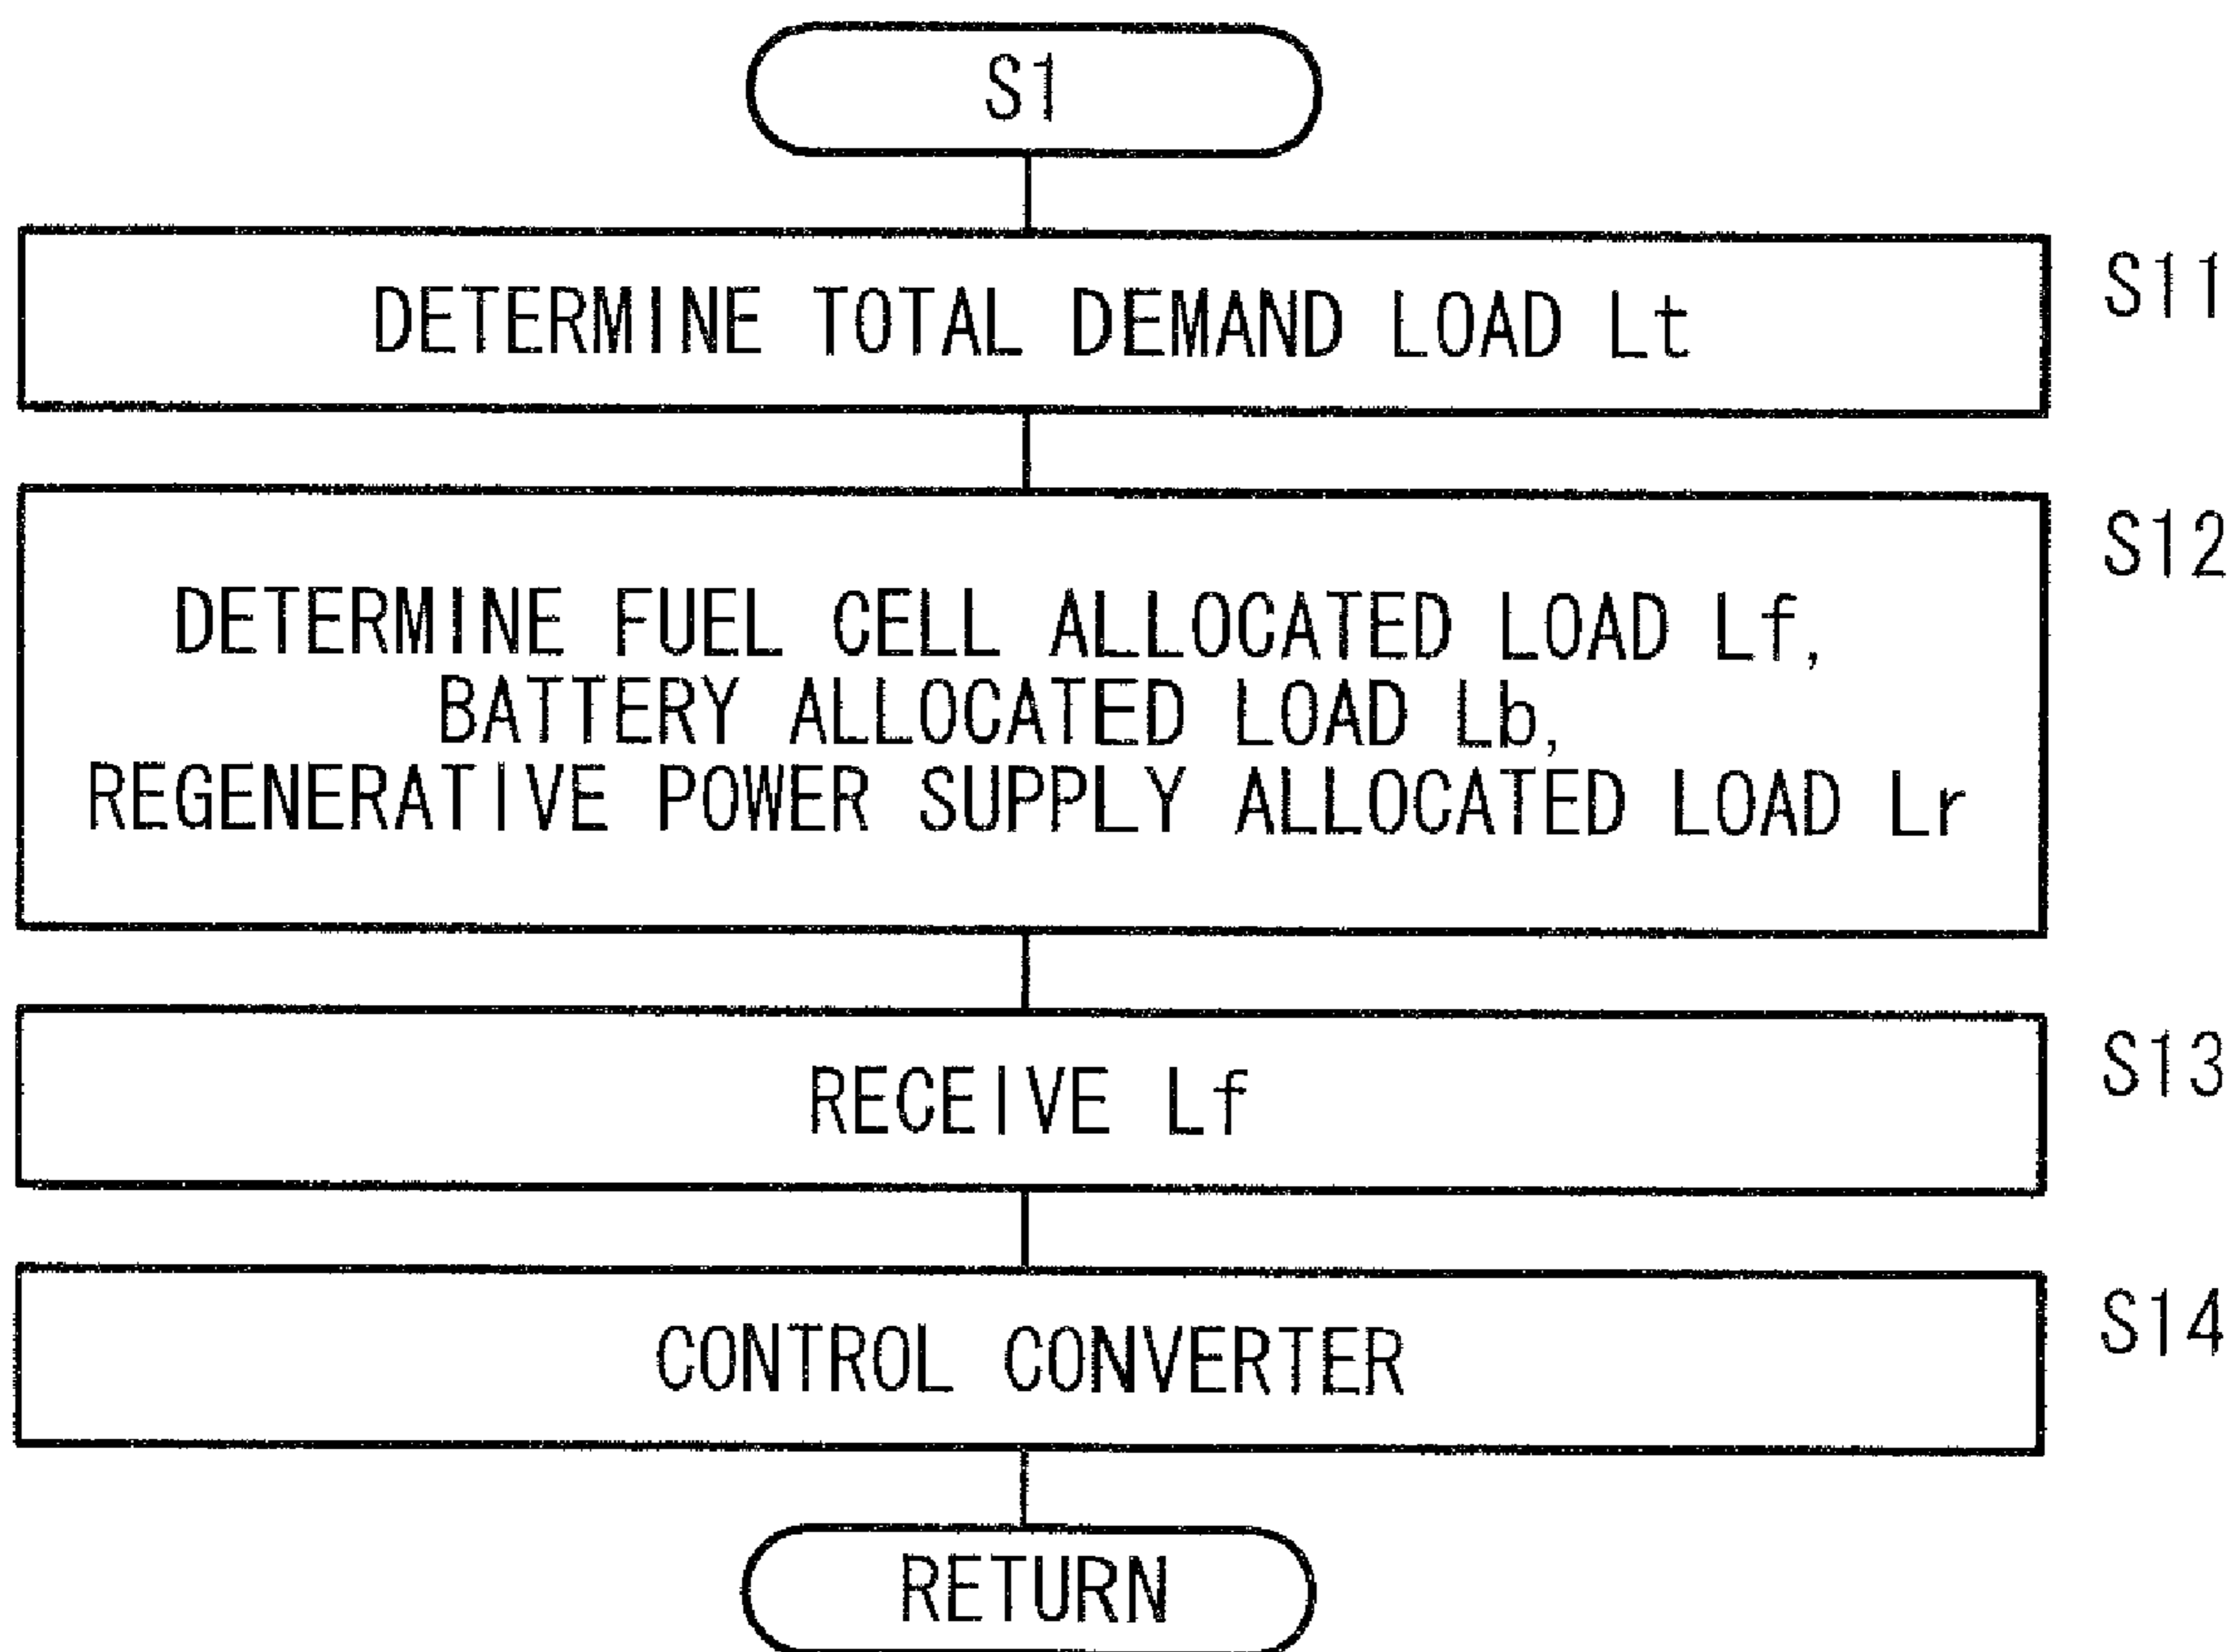 S1
DETERMINE TOTAL DEMAND LOAD Lt
S11
S12
DETERMINE FUEL CELL ALLOCATED LOAD Lf,
BATTERY ALLOCATED LOAD Lb,
REGENERATIVE POWER SUPPLY ALLOCATED LOAD Lr
RECEIVE Lf
S13
CONTROL CONVERTER
S14
RETURN